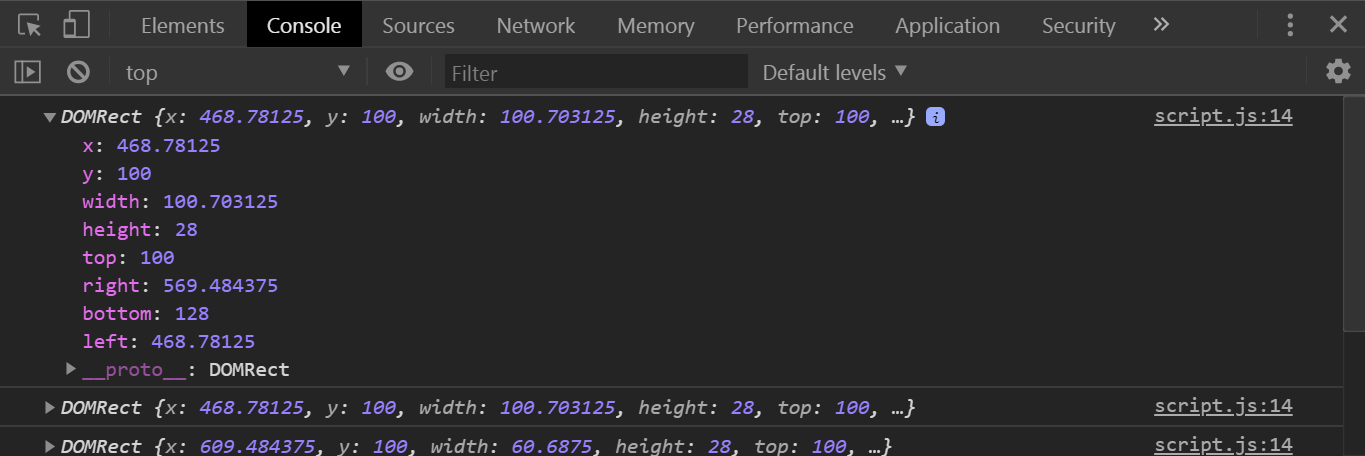 Elements Console Sources Network Memory Performance Application Security »
top Filter Default levels
DOMRect {x: 468.78125, y: 100, width: 100.703125, height: 28, top: 100, …} i script.js:14
x: 468.78125
y: 100
width: 100.703125
height: 28
top: 100
right: 569.484375
bottom: 128
left: 468.78125
__proto__: DOMRect
DOMRect {x: 468.78125, y: 100, width: 100.703125, height: 28, top: 100, …} script.js:14
DOMRect {x: 609.484375, y: 100, width: 60.6875, height: 28, top: 100, …} script.js:14